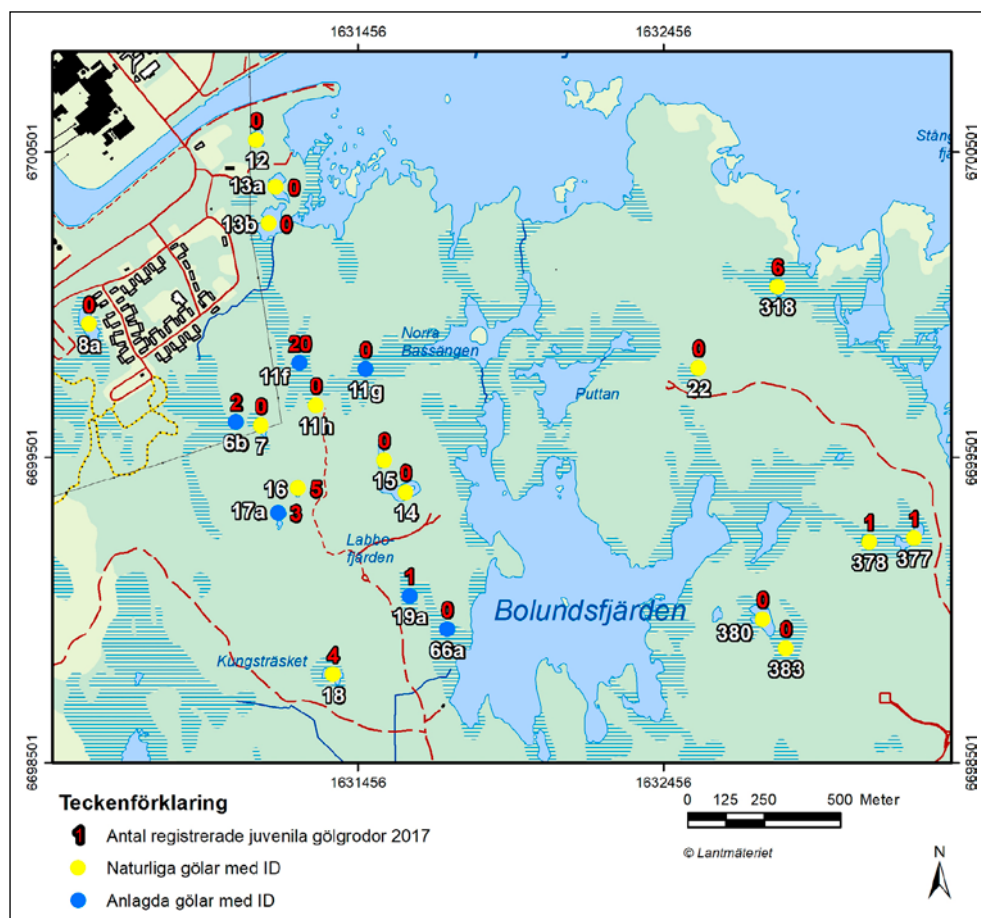 1631456
1632456
6700501
6700501
Stång
fjä
0
12
13a
0
13b
0
6
318
0
8a
20
11f
Norra
Bassängen
0
11g
0
22
0
11h
Puttan
2
6b
0
7
6699501
6699501
0
15
0
14
16
5
17a
3
Labbo-
fjärden
1
378
1
377
1
19a
0
66a
Bolundsfjärden
0
380
0
383
Kungsträsket
4
18
6698501
6698501
1631456
1632456
Teckenförklaring
1 Antal registrerade juvenila gölgrodor 2017
Naturliga gölar med ID
Anlagda gölar med ID
0 125 250 500 Meter
© Lantmäteriet
N